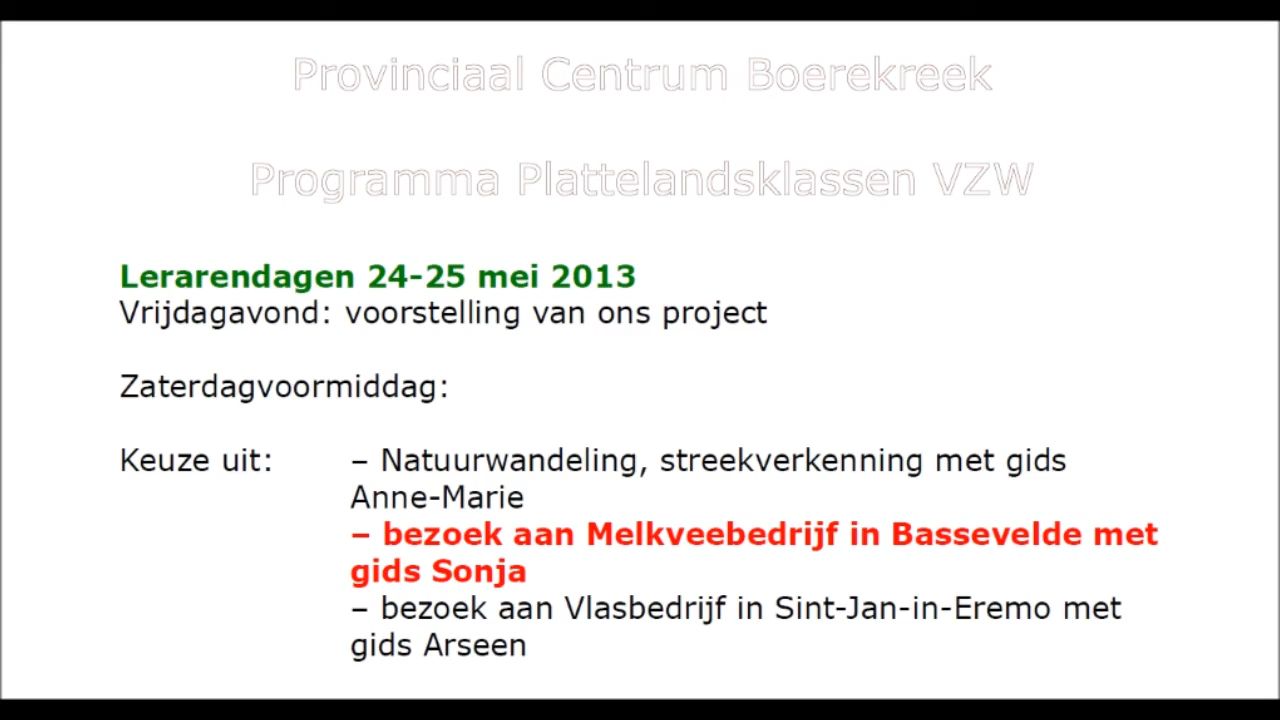 Provinciaal Centrum Boerekreek
Programma Plattelandsklassen VZW
Lerarendagen 24-25 mei 2013
Vrijdagavond: voorstelling van ons project
Zaterdagvoormiddag:
Keuze uit: – Natuurwandeling, streekverkenning met gids
Anne-Marie
– bezoek aan Melkveebedrijf in Bassevelde met
gids Sonja
– bezoek aan Vlasbedrijf in Sint-Jan-in-Eremo met
gids Arseen